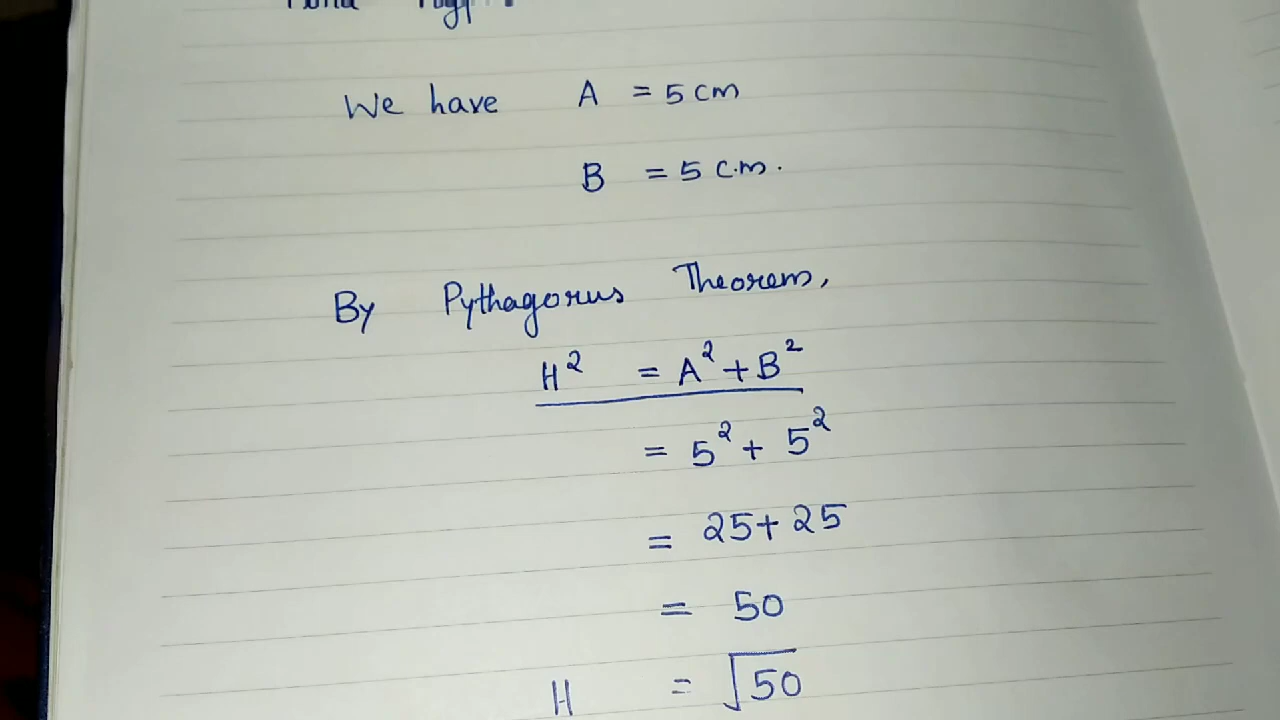 We have A = 5 cm
B = 5 c.m.
By Pythagorus Theorem,
H² = A² + B²
= 5² + 5²
= 25 + 25
= 50
H = √50